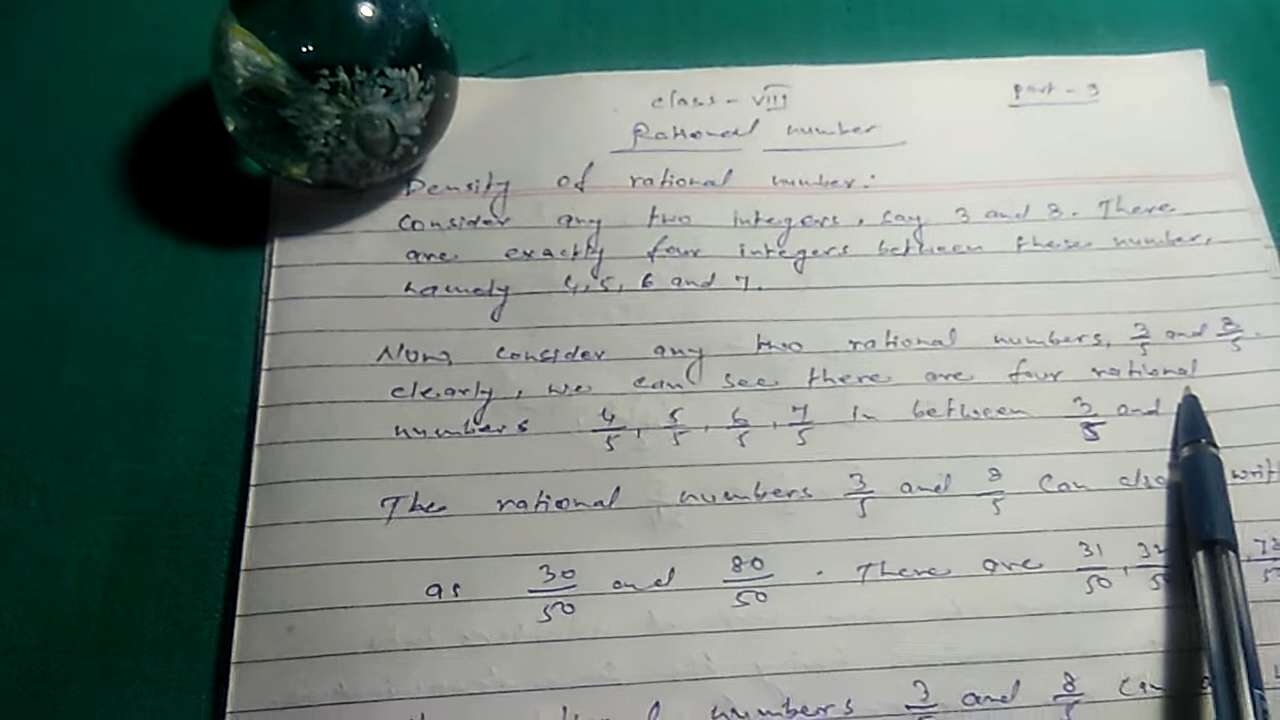 class - VIII
part - 3
Rational number
Density of rational number:
consider any two integers, say 3 and 8. There
are exactly four integers between these number,
namely 4, 5, 6 and 7.
Now, consider any two rational numbers, 3/5 and 8/5.
clearly, we can see there are four rational
numbers 4/5, 5/5, 6/5, 7/5 in between 3/5 and
The rational numbers 3/5 and 8/5 can also
as 30/50 and 80/50. There are 31/50, 32/50
numbers 3/5 and 8/5 can